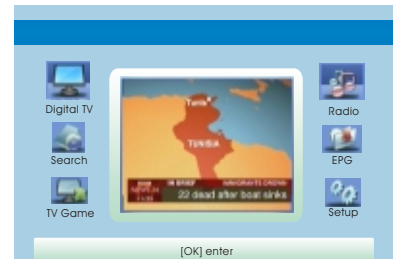 Digital TV
Search
TV Game
Tunis
TUNISIA
IN BRIEF
22 dead after boat sinks
Radio
EPG
Setup
[OK] enter